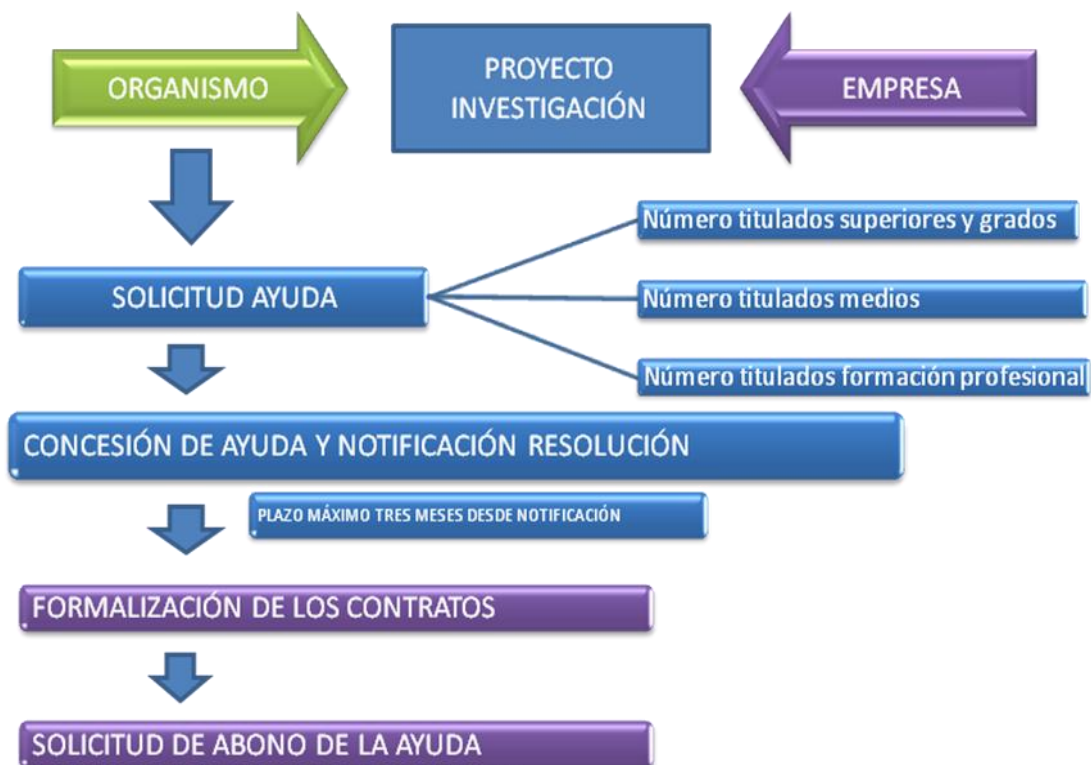 ORGANISMO
PROYECTO
INVESTIGACIÓN
EMPRESA
Número titulados superiores y grados
SOLICITUD AYUDA
Número titulados medios
Número titulados formación profesional
CONCESIÓN DE AYUDA Y NOTIFICACIÓN RESOLUCIÓN
PLAZO MÁXIMO TRES MESES DESDE NOTIFICACIÓN
FORMALIZACIÓN DE LOS CONTRATOS
SOLICITUD DE ABONO DE LA AYUDA